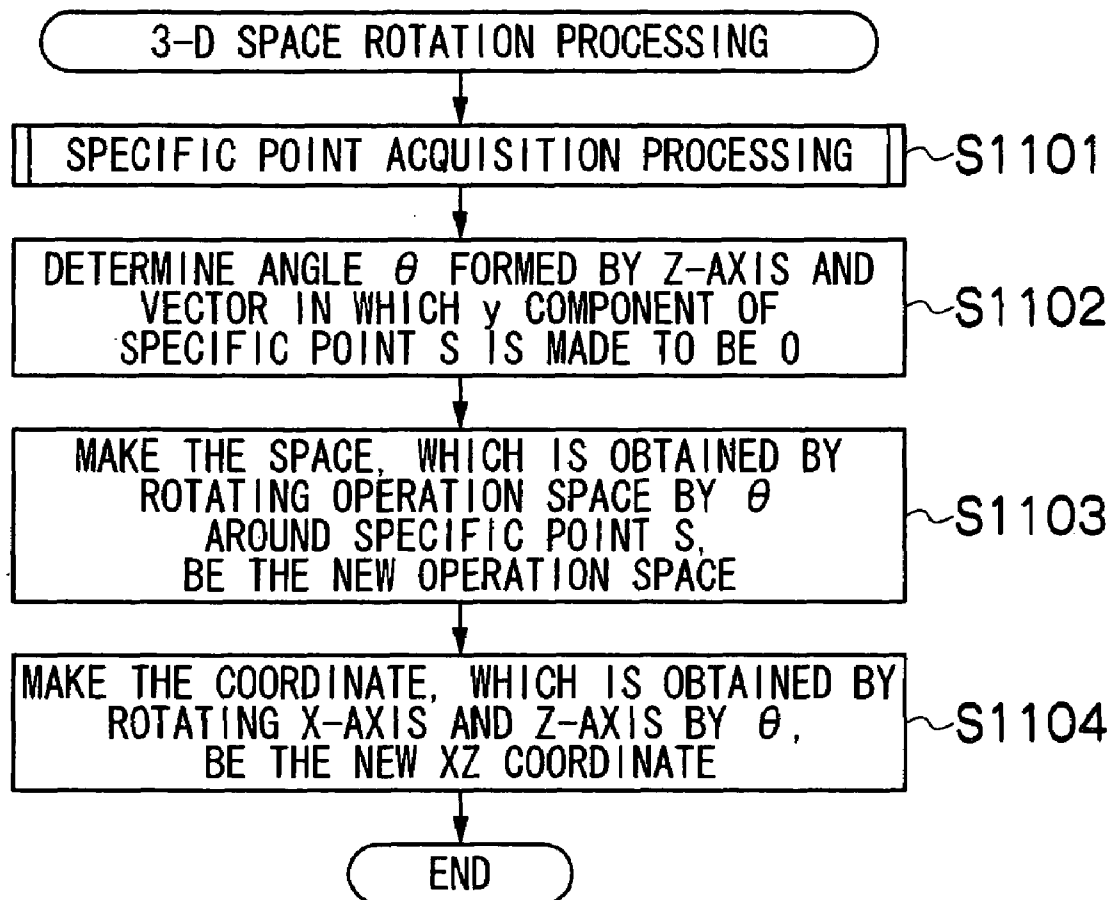 3-D SPACE ROTATION PROCESSING
SPECIFIC POINT ACQUISITION PROCESSING
S1101
DETERMINE ANGLE θ FORMED BY Z-AXIS AND
VECTOR IN WHICH y COMPONENT OF
SPECIFIC POINT S IS MADE TO BE 0
S1102
MAKE THE SPACE, WHICH IS OBTAINED BY
ROTATING OPERATION SPACE BY θ
AROUND SPECIFIC POINT S,
BE THE NEW OPERATION SPACE
S1103
MAKE THE COORDINATE, WHICH IS OBTAINED BY
ROTATING X-AXIS AND Z-AXIS BY θ,
BE THE NEW XZ COORDINATE
S1104
END